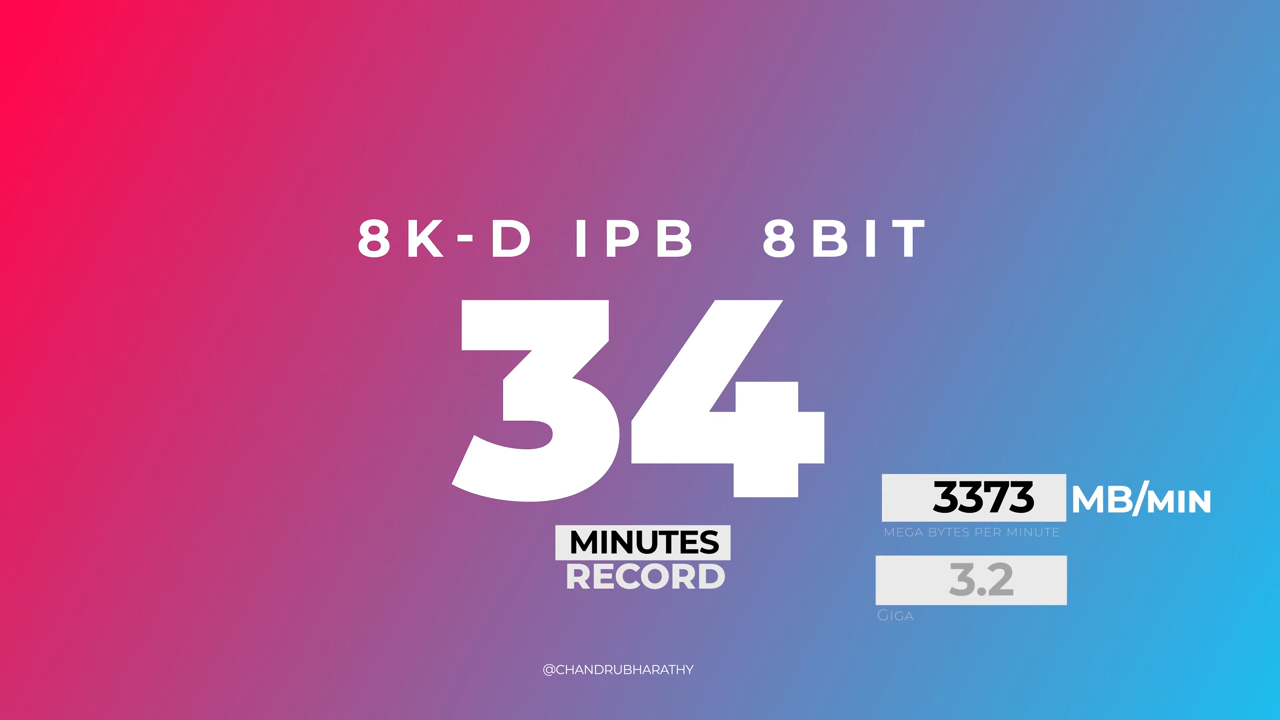 8K-D IPB 8BIT
34
MINUTES
RECORD
3373 MB/MIN
MEGA BYTES PER MINUTE
3.2
GIGA
@CHANDRUBHARATHY